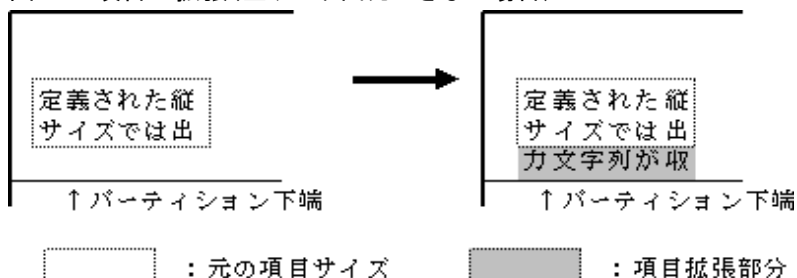 定義された縦
サイズでは出
定義された縦
サイズでは出
力文字列が収
↑パーティション下端
↑パーティション下端
：元の項目サイズ
：項目拡張部分